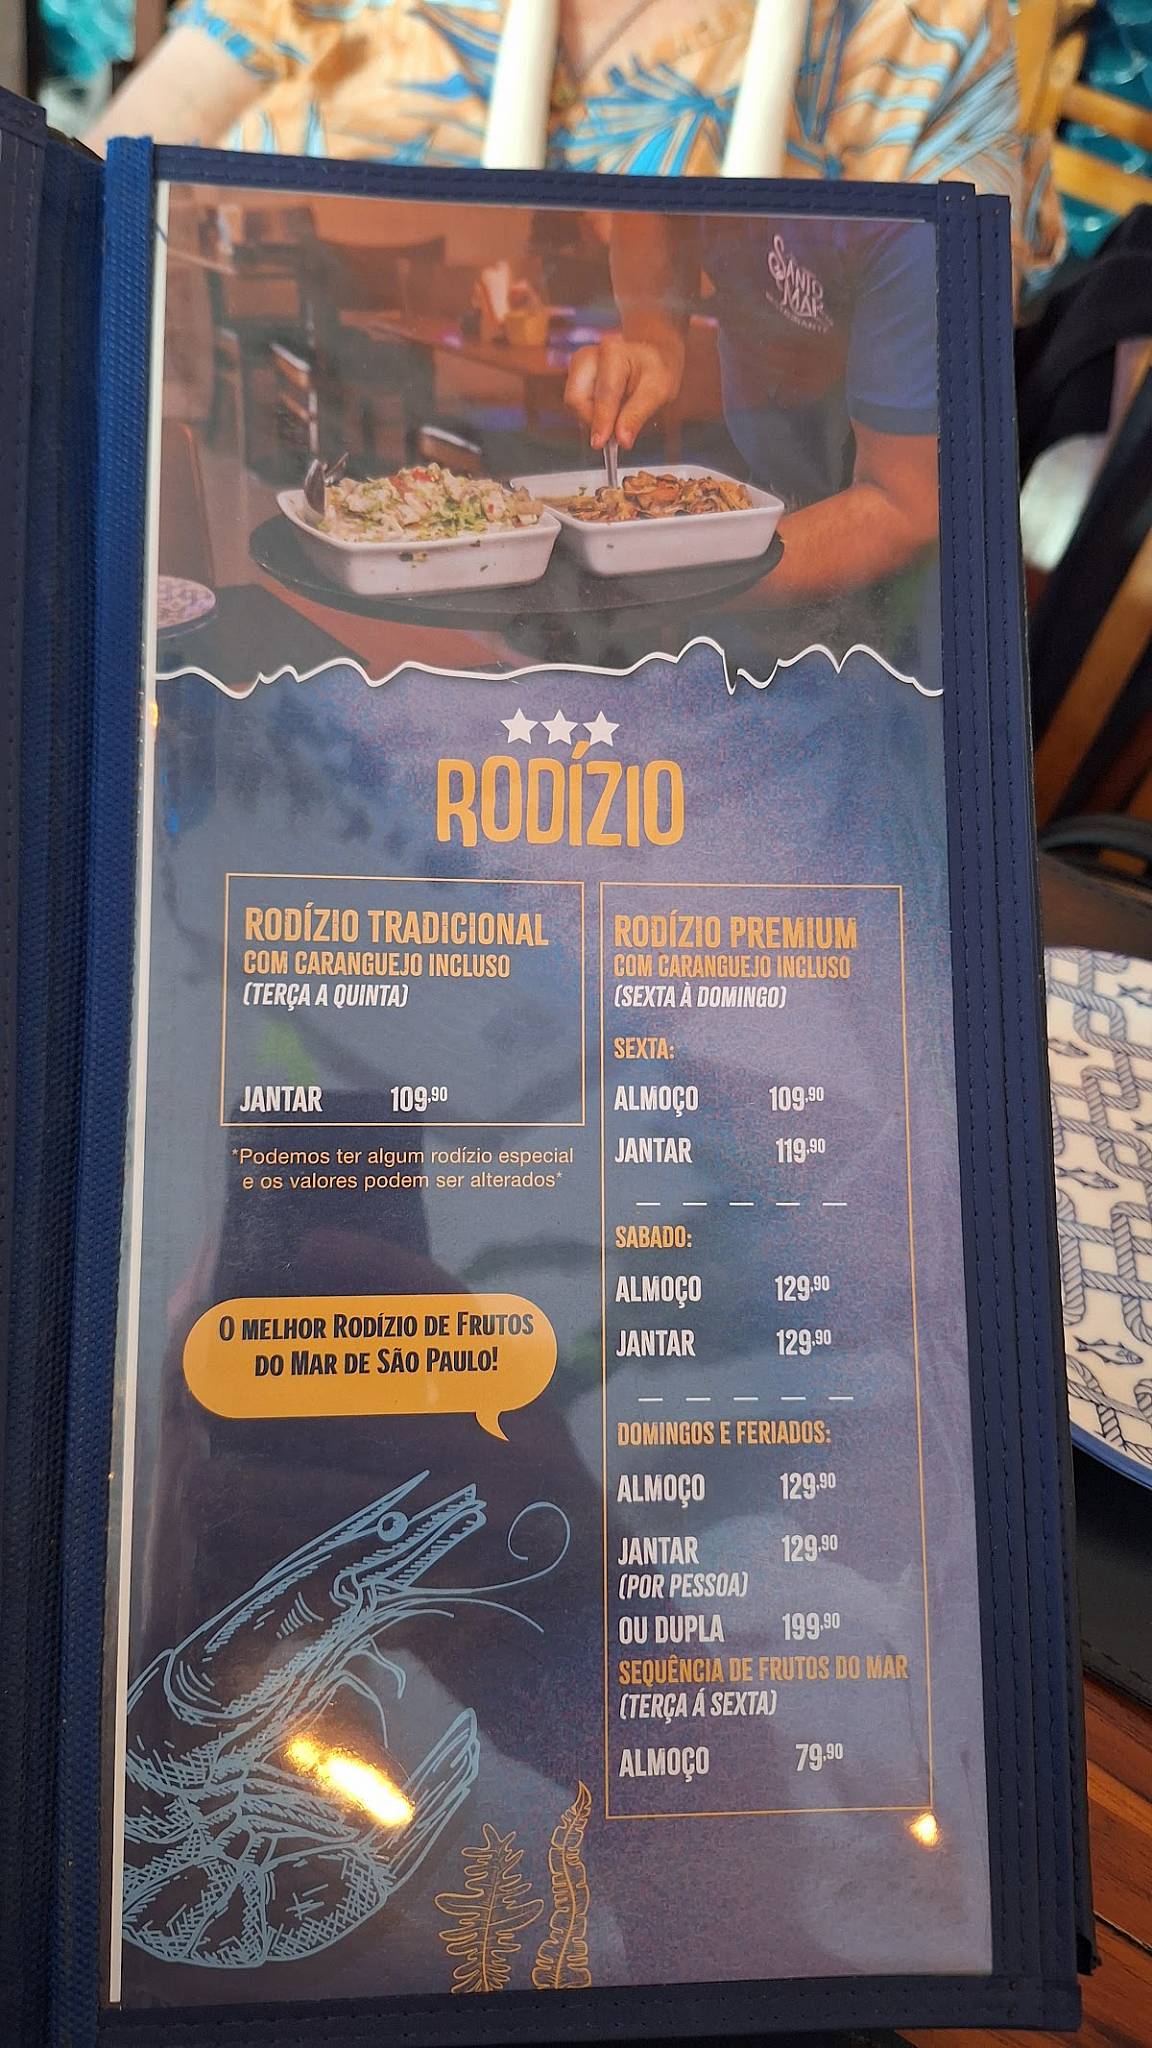 SANTO
MAR
RESTAURANTE
RODÍZIO
RODÍZIO TRADICIONAL
COM CARANGUEJO INCLUSO
(TERÇA A QUINTA)
JANTAR 109,90
*Podemos ter algum rodízio especial
e os valores podem ser alterados*
O MELHOR RODÍZIO DE FRUTOS
DO MAR DE SÃO PAULO!
RODÍZIO PREMIUM
COM CARANGUEJO INCLUSO
(SEXTA À DOMINGO)
SEXTA:
ALMOÇO 109,90
JANTAR 119,90
SABADO:
ALMOÇO 129,90
JANTAR 129,90
DOMINGOS E FERIADOS:
ALMOÇO 129,90
JANTAR 129,90
(POR PESSOA)
OU DUPLA 199,90
SEQUÊNCIA DE FRUTOS DO MAR
(TERÇA Á SEXTA)
ALMOÇO 79,90